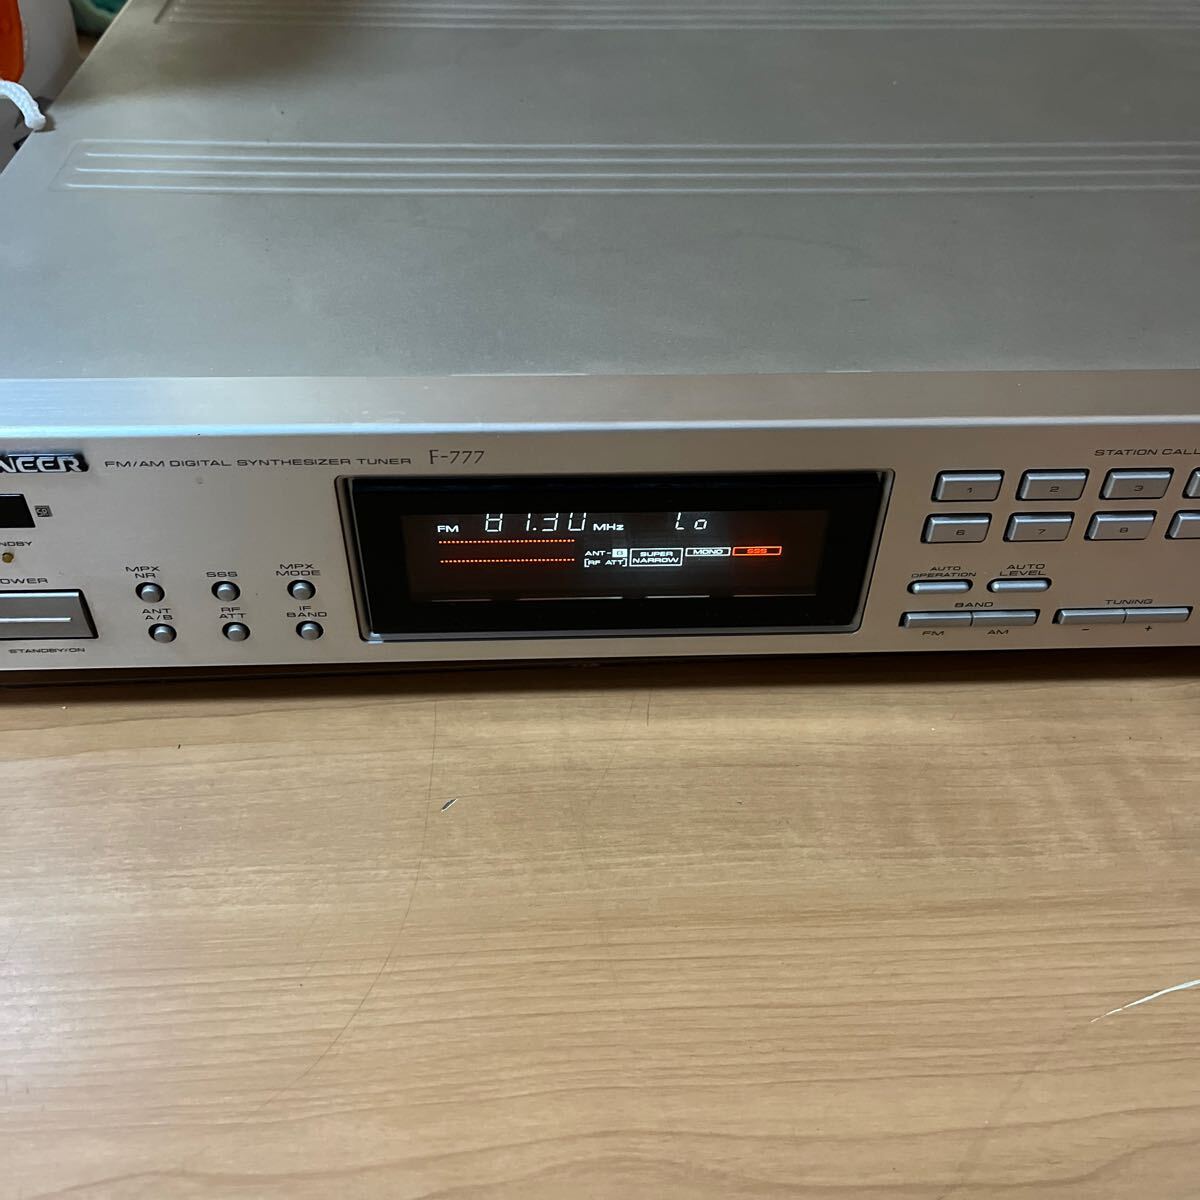 NEER FM/AM DIGITAL SYNTHESIZER TUNER F-777
STATION CALL
NDBY
OWER
STANDBY/ON
MPX NR
SSS
MPX MODE
ANT A/B
RF ATT
IF BAND
FM 81.30 MHz Lo
ANT-B
[RF ATT]
SUPER NARROW
MONO
SSS
1 2 3
6 7 8
AUTO OPERATION
AUTO LEVEL
BAND
FM AM
TUNING
− +